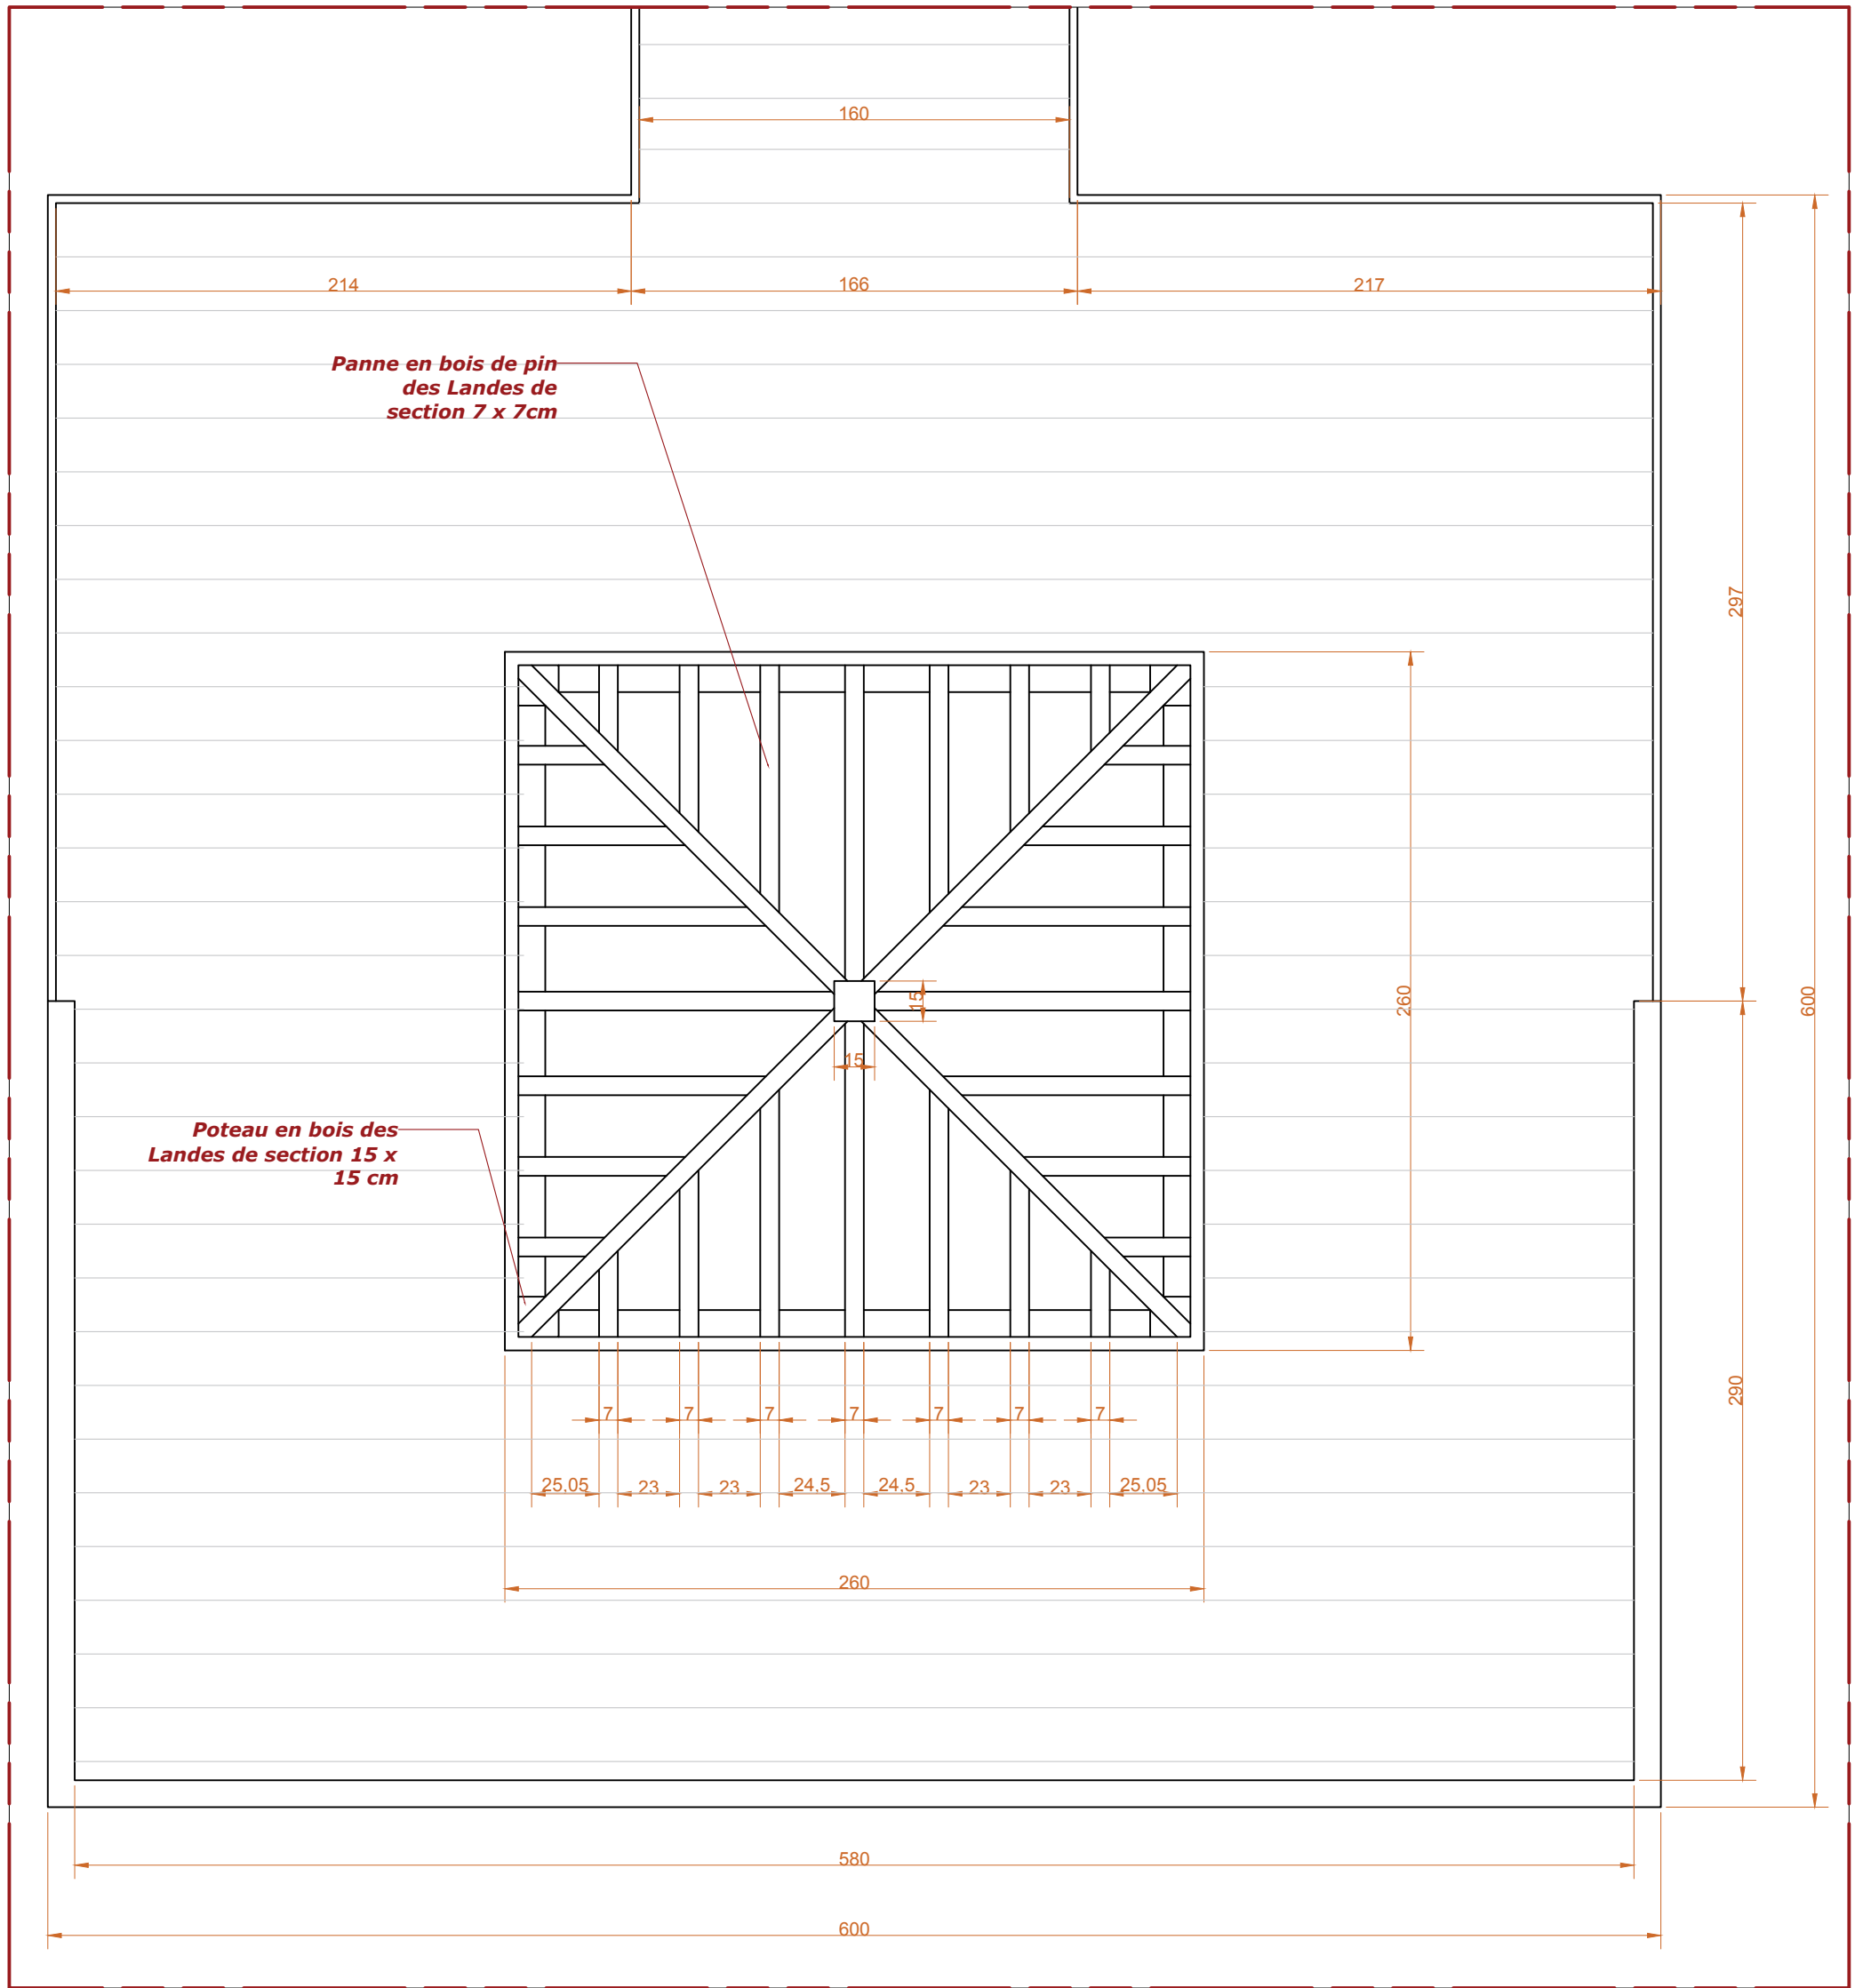 160
214
166
217
Panne en bois de pin
des Landes de
section 7 x 7cm
297
15
260
600
15
Poteau en bois des
Landes de section 15 x
15 cm
290
7 7 7 7 7 7 7
25.05 23 23 24.5 24.5 23 23 25.05
260
580
600